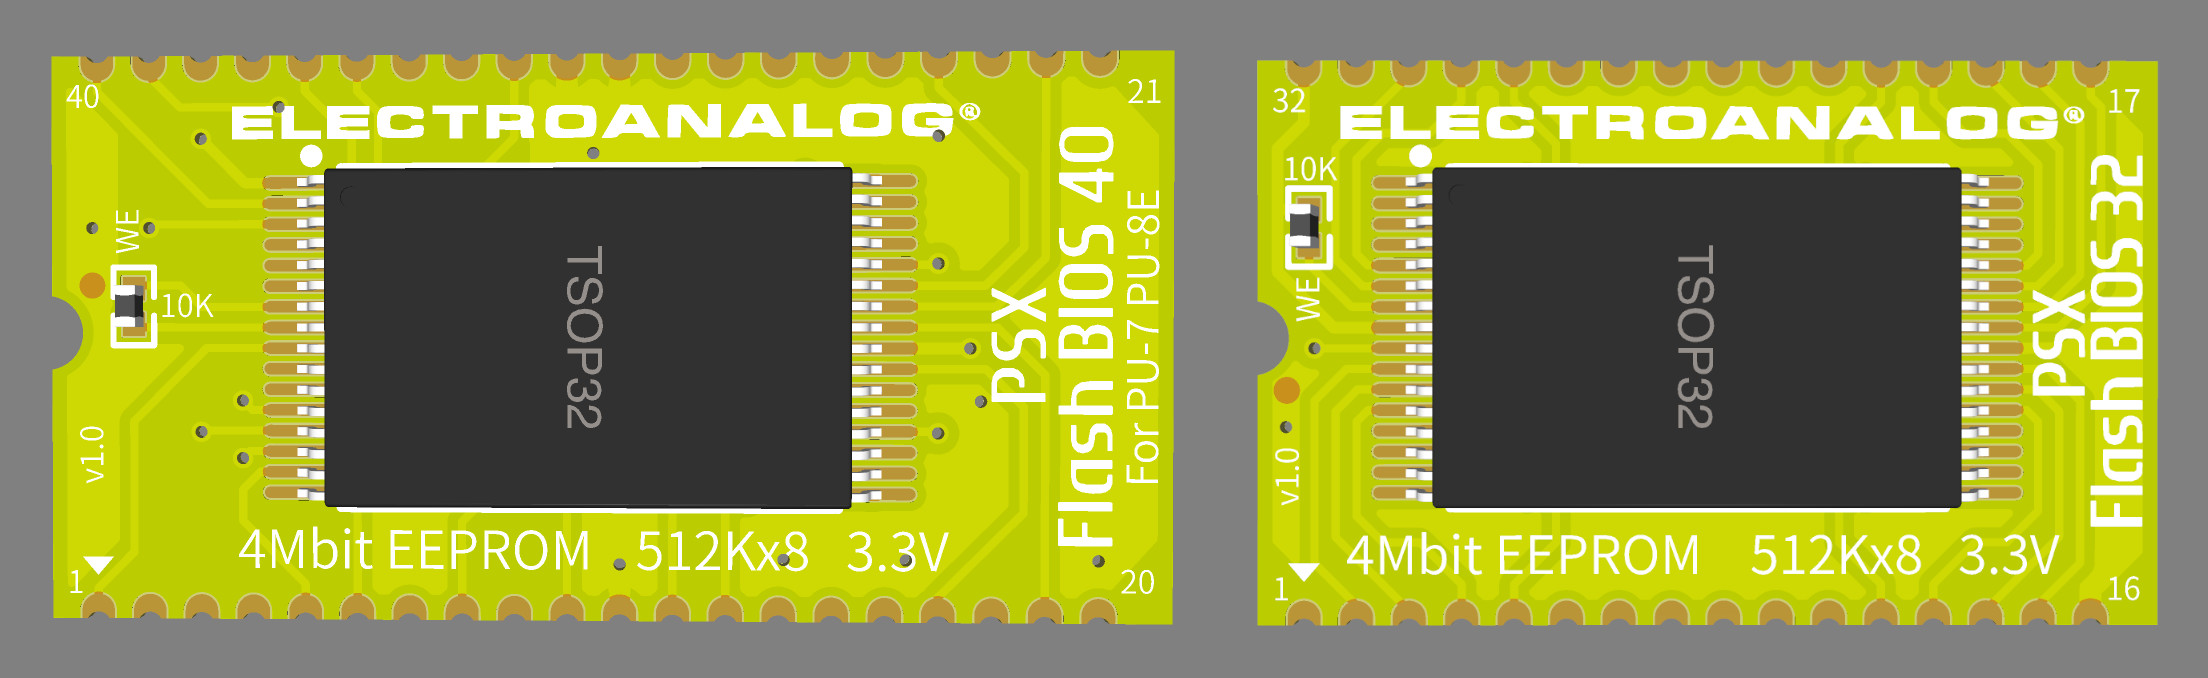 40
21
ELECTROANALOG®
WE
10K
TSOP32
PSX
Flash BIOS 40
For PU-7 PU-8E
v1.0
4Mbit EEPROM 512Kx8 3.3V
1
20
32
17
ELECTROANALOG®
10K
WE
TSOP32
PSX
Flash BIOS 32
v1.0
4Mbit EEPROM 512Kx8 3.3V
1
16